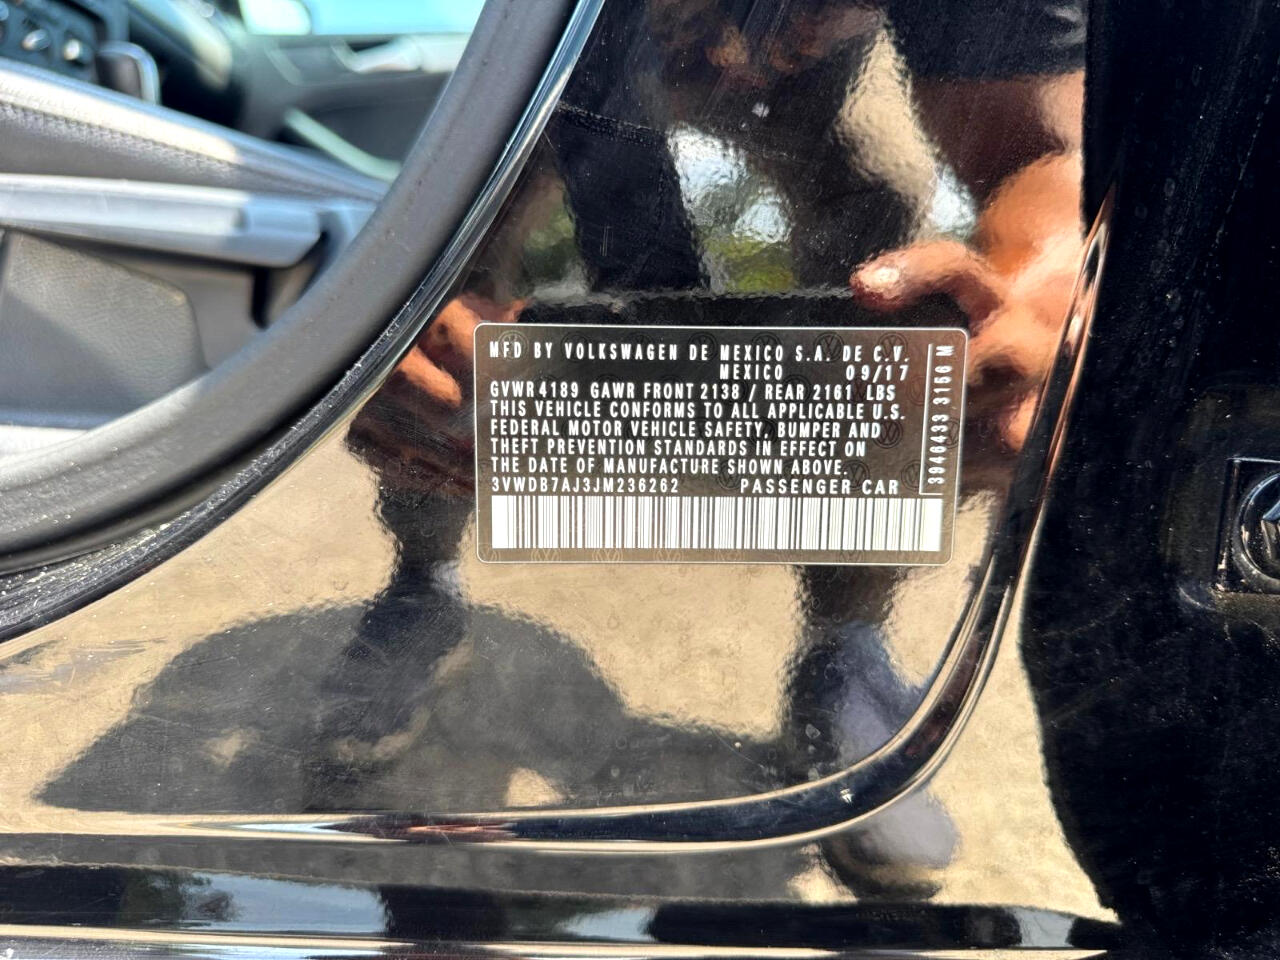 MFD BY VOLKSWAGEN DE MEXICO S.A. DE C.V.
MEXICO 09/17
GVWR 4189 GAWR FRONT 2138 / REAR 2161 LBS
THIS VEHICLE CONFORMS TO ALL APPLICABLE U.S.
FEDERAL MOTOR VEHICLE SAFETY, BUMPER AND
THEFT PREVENTION STANDARDS IN EFFECT ON
THE DATE OF MANUFACTURE SHOWN ABOVE.
3VWDB7AJ3JM236262 PASSENGER CAR
3946433 3156 M